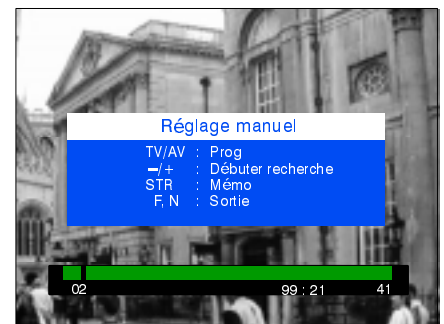 Réglage manuel
TV/AV : Prog
–/+ : Débuter recherche
STR : Mémo
F, N : Sortie
02 99 : 21 41